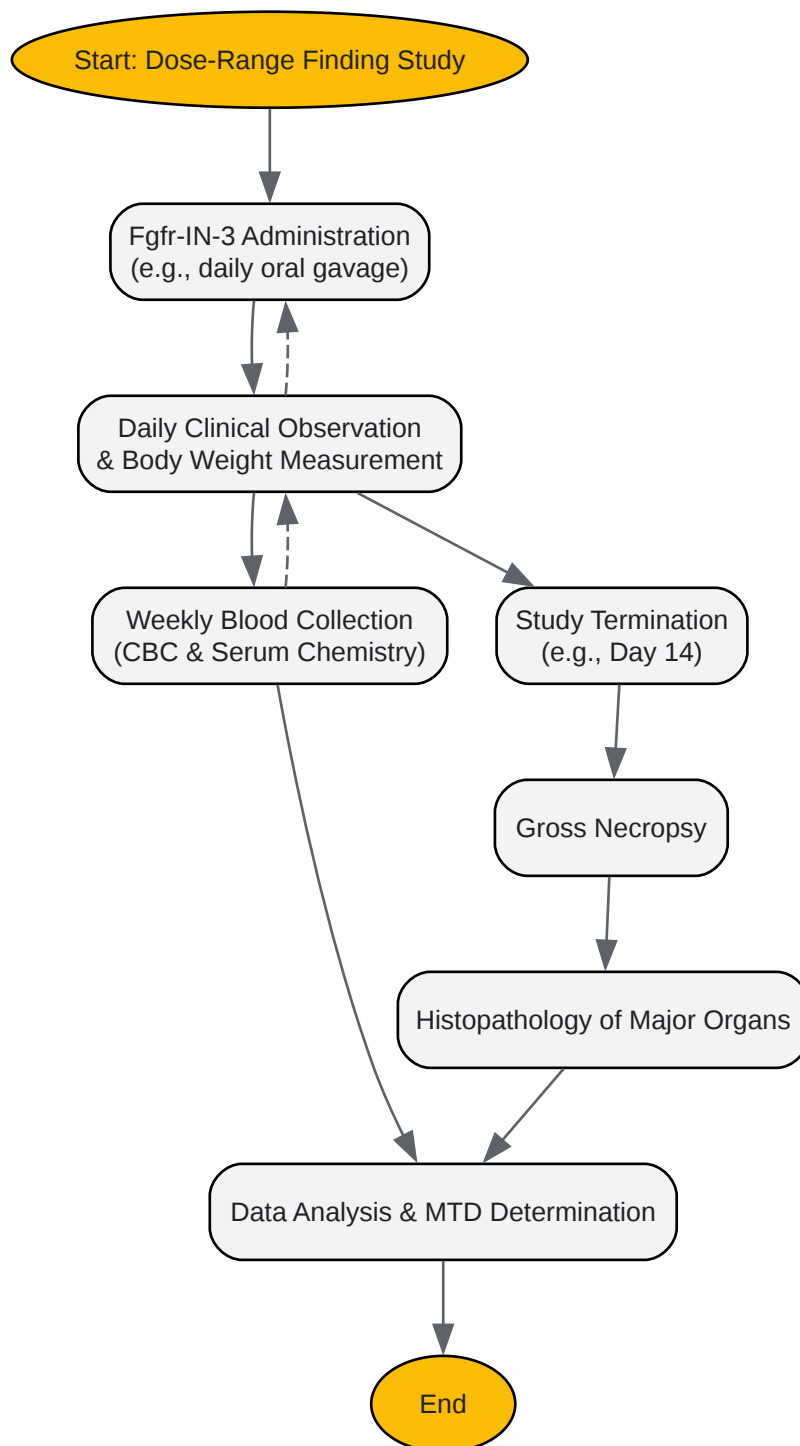 Start: Dose-Range Finding Study
Fgfr-IN-3 Administration
(e.g., daily oral gavage)
Daily Clinical Observation
& Body Weight Measurement
Weekly Blood Collection
(CBC & Serum Chemistry)
Study Termination
(e.g., Day 14)
Gross Necropsy
Histopathology of Major Organs
Data Analysis & MTD Determination
End